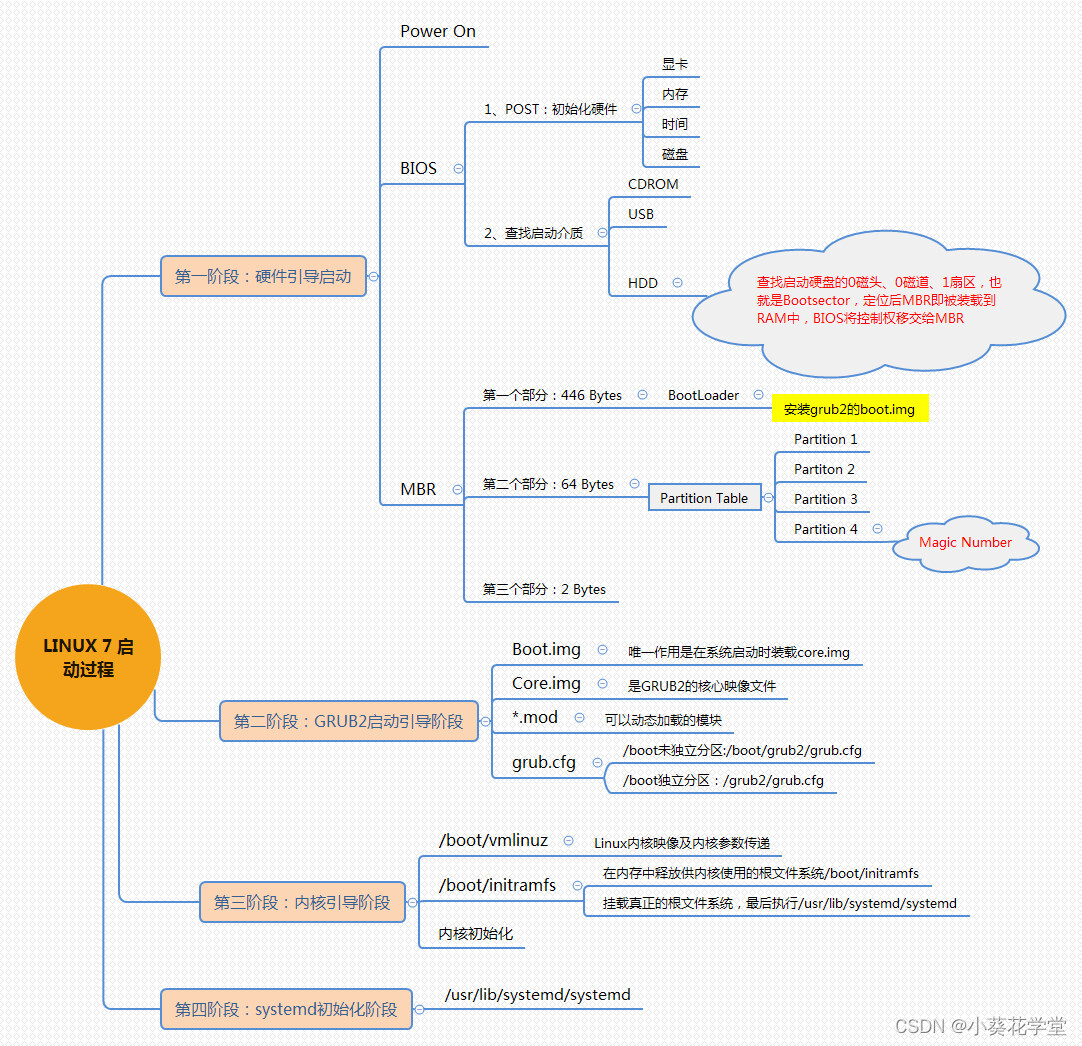 Power On
显卡
内存
1、POST：初始化硬件
时间
磁盘
BIOS
CDROM
USB
2、查找启动介质
HDD
查找启动硬盘的0磁头、0磁道、1扇区，也
就是Bootsector，定位后MBR即被装载到
RAM中，BIOS将控制权移交给MBR
第一阶段：硬件引导启动
第一个部分：446 Bytes
BootLoader
安装grub2的boot.img
MBR
第二个部分：64 Bytes
Partition Table
Partition 1
Partiton 2
Partition 3
Partition 4
Magic Number
第三个部分：2 Bytes
LINUX 7 启
动过程
第二阶段：GRUB2启动引导阶段
Boot.img
唯一作用是在系统启动时装载core.img
Core.img
是GRUB2的核心映像文件
*.mod
可以动态加载的模块
grub.cfg
/boot未独立分区:/boot/grub2/grub.cfg
/boot独立分区：/grub2/grub.cfg
第三阶段：内核引导阶段
/boot/vmlinuz
Linux内核映像及内核参数传递
/boot/initramfs
在内存中释放供内核使用的根文件系统/boot/initramfs
挂载真正的根文件系统，最后执行/usr/lib/systemd/systemd
内核初始化
第四阶段：systemd初始化阶段
/usr/lib/systemd/systemd
CSDN @小葵花学堂